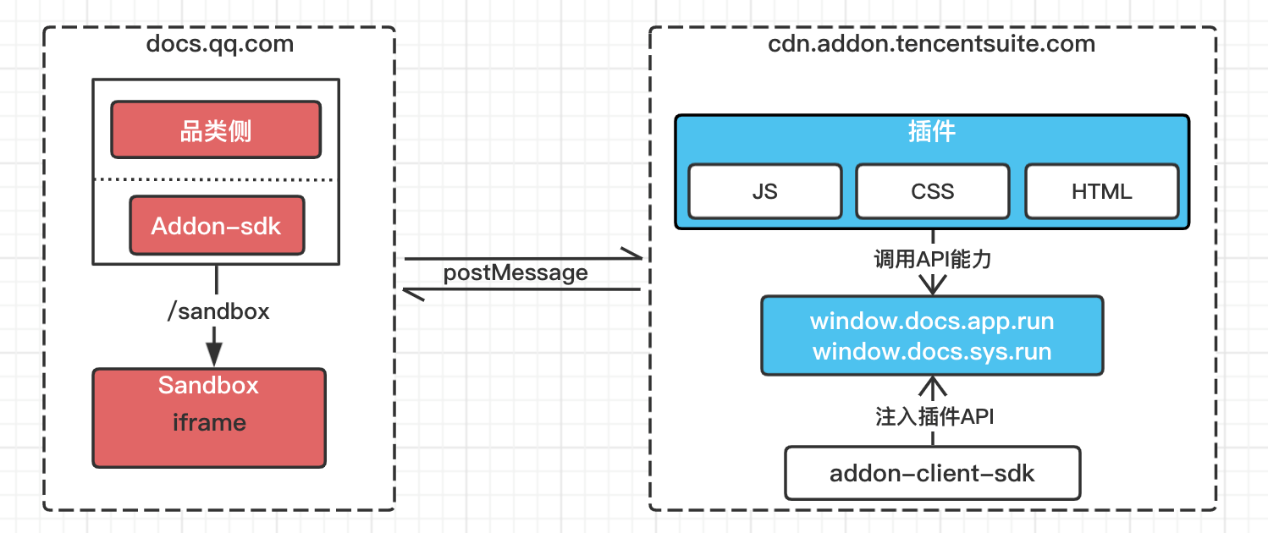 docs.qq.com
品类侧
Addon-sdk
/sandbox
Sandbox
iframe
postMessage
cdn.addon.tencentsuite.com
插件
JS
CSS
HTML
调用API能力
window.docs.app.run
window.docs.sys.run
注入插件API
addon-client-sdk